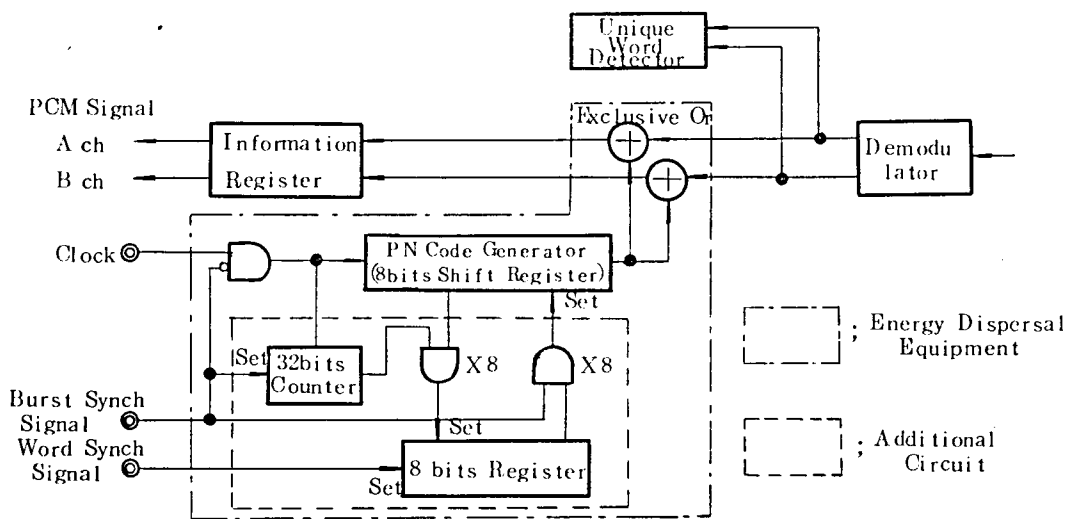 Unique
Word
Detector
PCM Signal
A ch
B ch
Information
Register
Exclusive Or
Demodu
lator
Clock
PN Code Generator
(8bits Shift Register)
Set
Set
32bits
Counter
X8
X8
Burst Synch
Signal
Word Synch
Signal
Set
Set
8 bits Register
; Energy Dispersal
Equipment
; Additional
Circuit